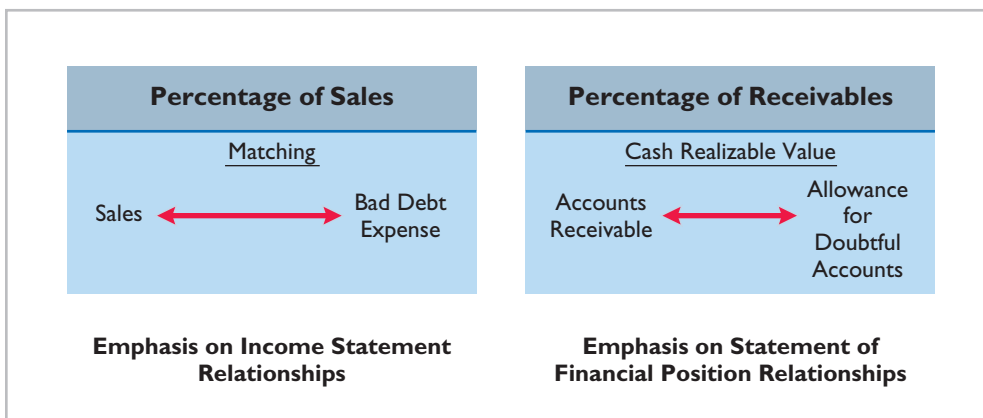 Percentage of Sales
Matching
Sales
Bad Debt
Expense
Emphasis on Income Statement
Relationships
Percentage of Receivables
Cash Realizable Value
Accounts
Receivable
Allowance
for
Doubtful
Accounts
Emphasis on Statement of
Financial Position Relationships